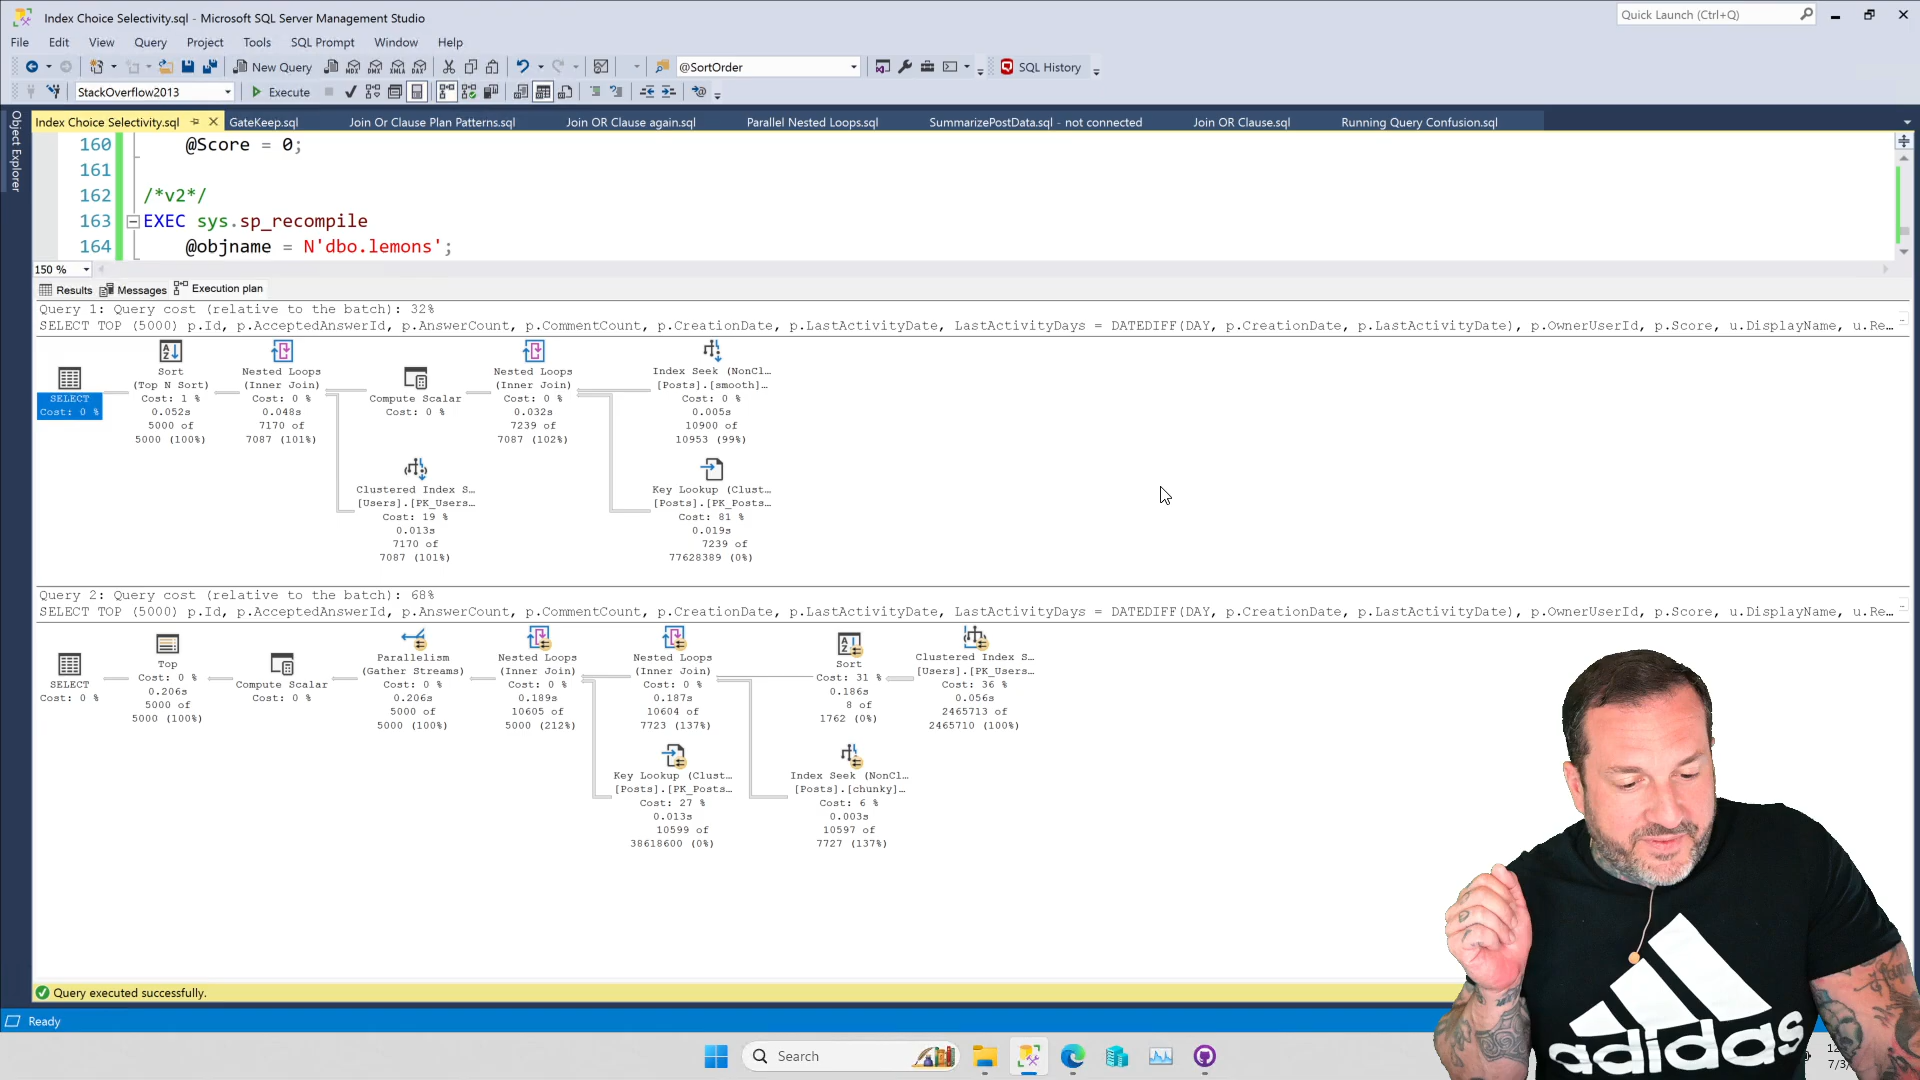 Index Choice Selectivity.sql - Microsoft SQL Server Management Studio
Quick Launch (Ctrl+Q)
File Edit View Query Project Tools SQL Prompt Window Help
New Query MDX DMX XMLA DAX @SortOrder SQL History
StackOverflow2013 Execute
Object Explorer
Index Choice Selectivity.sql GateKeep.sql Join Or Clause Plan Patterns.sql Join OR Clause again.sql Parallel Nested Loops.sql SummarizePostData.sql - not connected Join OR Clause.sql Running Query Confusion.sql
160 @Score = 0;
161
162 /*v2*/
163 EXEC sys.sp_recompile
164 @objname = N'dbo.lemons';
150 %
Results Messages Execution plan
Query 1: Query cost (relative to the batch): 32%
SELECT TOP (5000) p.Id, p.AcceptedAnswerId, p.AnswerCount, p.CommentCount, p.CreationDate, p.LastActivityDate, LastActivityDays = DATEDIFF(DAY, p.CreationDate, p.LastActivityDate), p.OwnerUserId, p.Score, u.DisplayName, u.Re…
SELECT
Cost: 0 %
Sort
(Top N Sort)
Cost: 1 %
0.052s
5000 of
5000 (100%)
Nested Loops
(Inner Join)
Cost: 0 %
0.048s
7170 of
7087 (101%)
Compute Scalar
Cost: 0 %
Nested Loops
(Inner Join)
Cost: 0 %
0.032s
7239 of
7087 (102%)
Index Seek (NonCl…
[Posts].[smooth]…
Cost: 0 %
0.005s
10900 of
10953 (99%)
Clustered Index S…
[Users].[PK_Users…
Cost: 19 %
0.013s
7170 of
7087 (101%)
Key Lookup (Clust…
[Posts].[PK_Posts…
Cost: 81 %
0.019s
7239 of
77628389 (0%)
Query 2: Query cost (relative to the batch): 68%
SELECT TOP (5000) p.Id, p.AcceptedAnswerId, p.AnswerCount, p.CommentCount, p.CreationDate, p.LastActivityDate, LastActivityDays = DATEDIFF(DAY, p.CreationDate, p.LastActivityDate), p.OwnerUserId, p.Score, u.DisplayName, u.Re…
SELECT
Cost: 0 %
Top
Cost: 0 %
0.206s
5000 of
5000 (100%)
Compute Scalar
Cost: 0 %
Parallelism
(Gather Streams)
Cost: 0 %
0.206s
5000 of
5000 (100%)
Nested Loops
(Inner Join)
Cost: 0 %
0.189s
10605 of
5000 (212%)
Nested Loops
(Inner Join)
Cost: 0 %
0.187s
10604 of
7723 (137%)
Sort
Cost: 31 %
0.186s
8 of
1762 (0%)
Clustered Index S…
[Users].[PK_Users…
Cost: 36 %
0.056s
2465713 of
2465710 (100%)
Key Lookup (Clust…
[Posts].[PK_Posts…
Cost: 27 %
0.013s
10599 of
38618600 (0%)
Index Seek (NonCl…
[Posts].[chunky]…
Cost: 6 %
0.003s
10597 of
7727 (137%)
Query executed successfully.
Ready
Search
adidas
7/3/